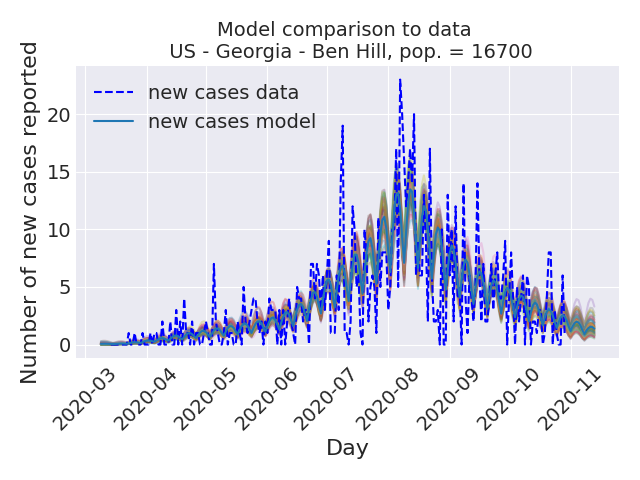 Model comparison to data
US - Georgia - Ben Hill, pop. = 16700
Number of new cases reported
20
15
10
5
0
new cases data
new cases model
2020-03
2020-04
2020-05
2020-06
2020-07
2020-08
2020-09
2020-10
2020-11
Day